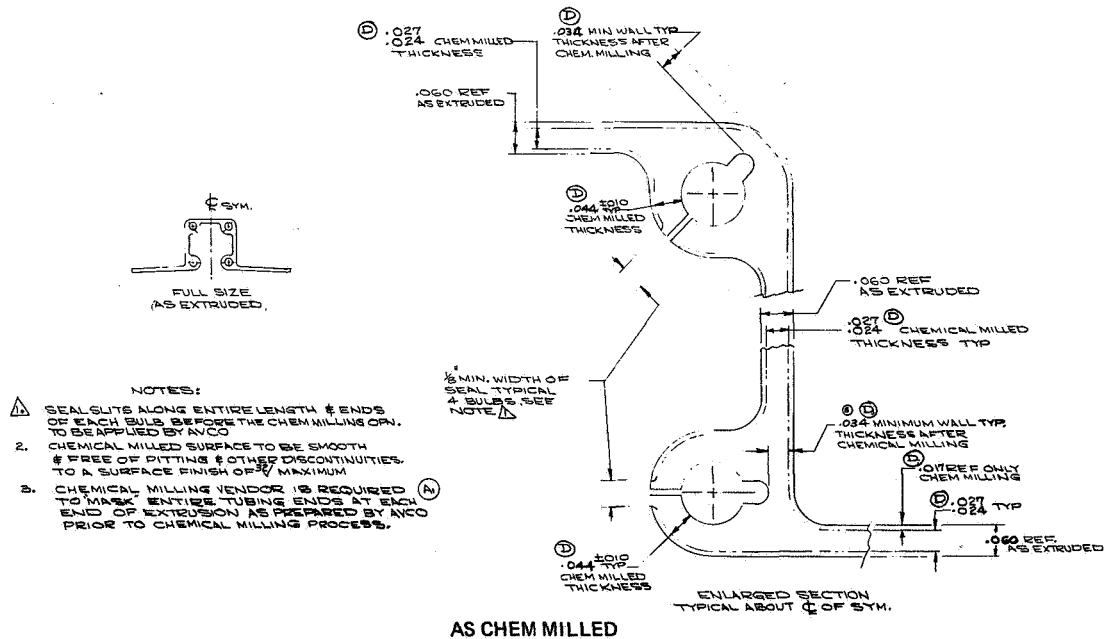 D .027
.024 CHEM MILLED
THICKNESS
D
.034 MIN WALL TYP
THICKNESS AFTER
CHEM. MILLING
.060 REF
AS EXTRUDED
D
.044 ±.010
TYP
CHEM MILLED
THICKNESS
℄ SYM.
FULL SIZE
(AS EXTRUDED)
.060 REF
AS EXTRUDED
.027 D
.024 CHEMICAL MILLED
THICKNESS TYP
1/8" MIN. WIDTH OF
SEAL TYPICAL
4 BULBS. SEE
NOTE 1.
D
.034 MINIMUM WALL TYP.
THICKNESS AFTER
CHEMICAL MILLING
D
.017 REF ONLY
CHEM MILLING
D .027
.024 TYP
.060 REF.
AS EXTRUDED
D
.044 ±.010
TYP
CHEM MILLED
THICKNESS
NOTES:
1. SEAL SLITS ALONG ENTIRE LENGTH & ENDS
OF EACH BULB BEFORE THE CHEM MILLING OPN.
TO BE APPLIED BY AVCO
2. CHEMICAL MILLED SURFACE TO BE SMOOTH
& FREE OF PITTING & OTHER DISCONTINUITIES.
TO A SURFACE FINISH OF 32 MAXIMUM
3. CHEMICAL MILLING VENDOR IS REQUIRED A
TO "MASK" ENTIRE TUBING ENDS AT EACH
END OF EXTRUSION AS PREPARED BY AVCO
PRIOR TO CHEMICAL MILLING PROCESS.
ENLARGED SECTION
TYPICAL ABOUT ℄ OF SYM.
AS CHEM MILLED